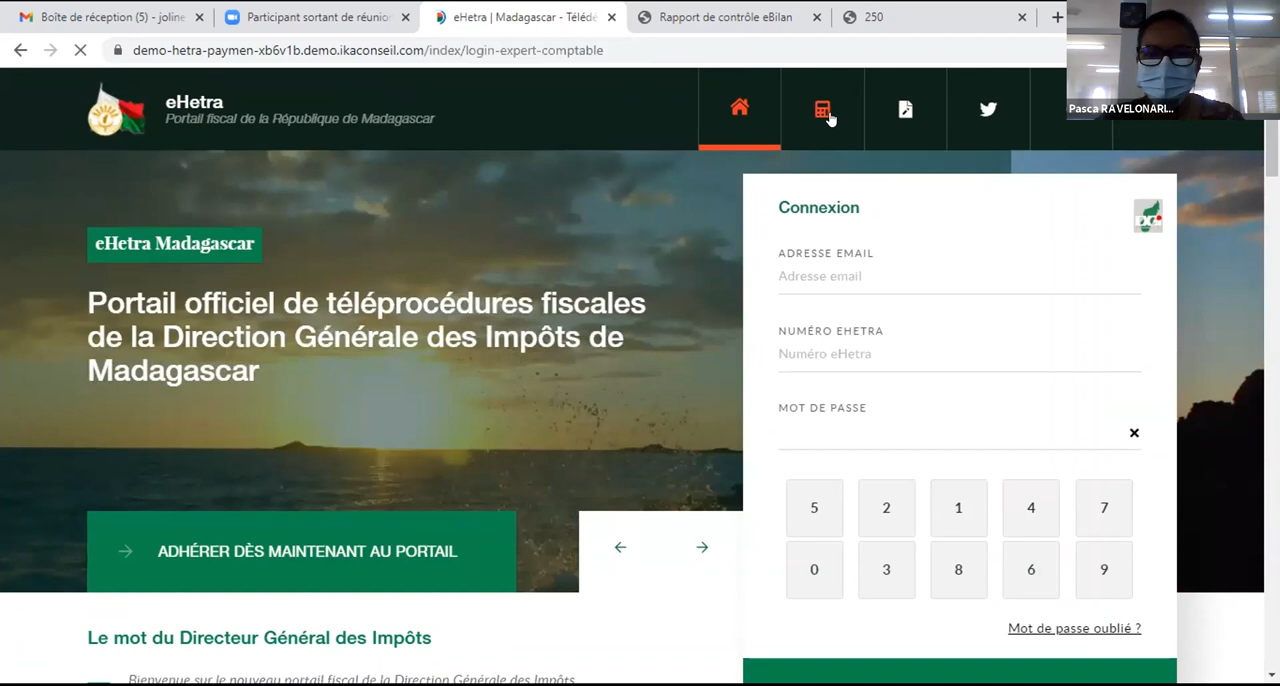 Boîte de réception (5) - joline
Participant sortant de réunion
eHetra | Madagascar - Télédé
Rapport de contrôle eBilan
250
demo-hetra-paymen-xb6v1b.demo.ikaconseil.com/index/login-expert-comptable
Pasca RAVELONARI...
eHetra
Portail fiscal de la République de Madagascar
eHetra Madagascar
Portail officiel de téléprocédures fiscales
de la Direction Générale des Impôts de
Madagascar
ADHÉRER DÈS MAINTENANT AU PORTAIL
Le mot du Directeur Général des Impôts
Bienvenue sur le nouveau portail fiscal de la Direction Générale des Impôts
Connexion
ADRESSE EMAIL
Adresse email
NUMÉRO EHETRA
Numéro eHetra
MOT DE PASSE
5 2 1 4 7
0 3 8 6 9
Mot de passe oublié ?